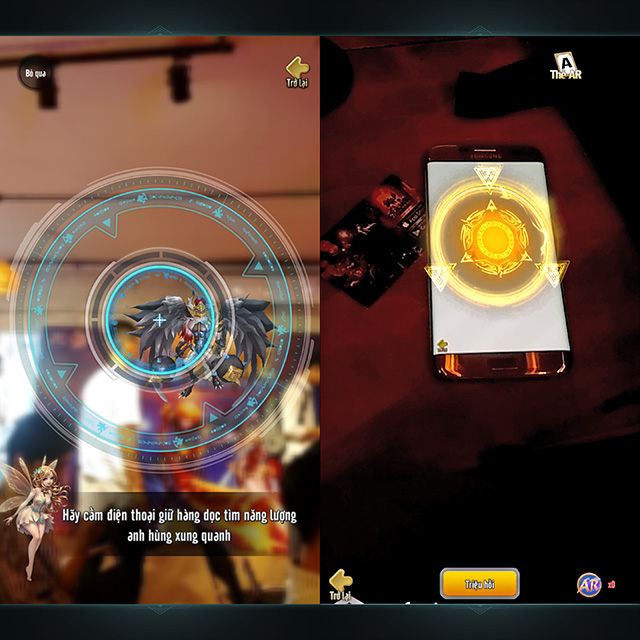 Bỏ qua
Trở lại
Hãy cầm điện thoại giữ hàng dọc tìm năng lượng
anh hùng xung quanh
A
Thẻ AR
SAMSUNG
Trở lại
Triệu hồi
AR x0